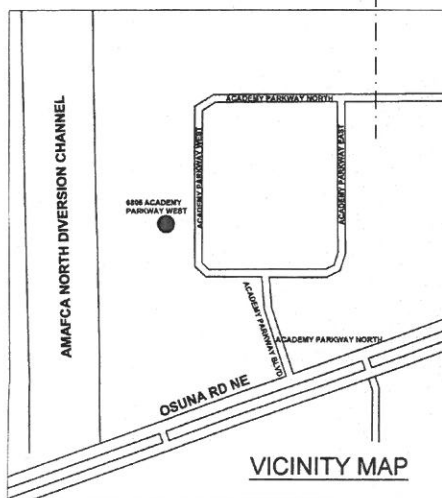 ACADEMY PARKWAY NORTH
AMAFCA NORTH DIVERSION CHANNEL
ACADEMY PARKWAY WEST
ACADEMY PARKWAY EAST
6806 ACADEMY
PARKWAY WEST
ACADEMY PARKWAY BLVD
ACADEMY PARKWAY NORTH
OSUNA RD NE
VICINITY MAP